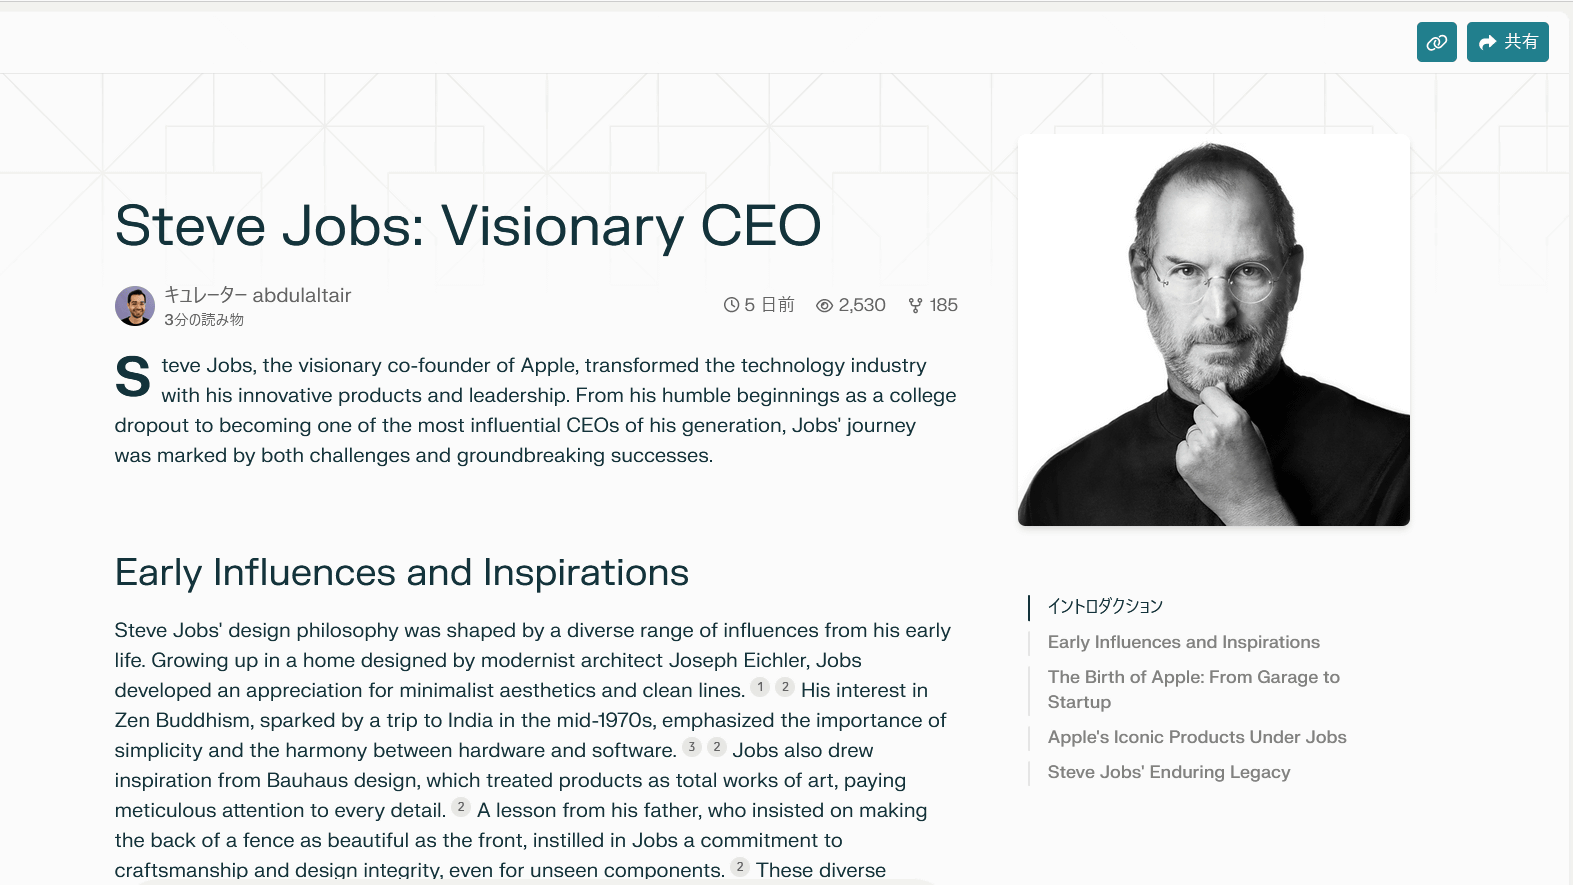 共有
Steve Jobs: Visionary CEO
キュレーター abdulaltair
3分の読み物
5 日前 2,530 185
Steve Jobs, the visionary co-founder of Apple, transformed the technology industry
with his innovative products and leadership. From his humble beginnings as a college
dropout to becoming one of the most influential CEOs of his generation, Jobs' journey
was marked by both challenges and groundbreaking successes.
Early Influences and Inspirations
Steve Jobs' design philosophy was shaped by a diverse range of influences from his early
life. Growing up in a home designed by modernist architect Joseph Eichler, Jobs
developed an appreciation for minimalist aesthetics and clean lines. 1 2 His interest in
Zen Buddhism, sparked by a trip to India in the mid-1970s, emphasized the importance of
simplicity and the harmony between hardware and software. 3 2 Jobs also drew
inspiration from Bauhaus design, which treated products as total works of art, paying
meticulous attention to every detail. 2 A lesson from his father, who insisted on making
the back of a fence as beautiful as the front, instilled in Jobs a commitment to
craftsmanship and design integrity, even for unseen components. 2 These diverse
イントロダクション
Early Influences and Inspirations
The Birth of Apple: From Garage to
Startup
Apple's Iconic Products Under Jobs
Steve Jobs' Enduring Legacy